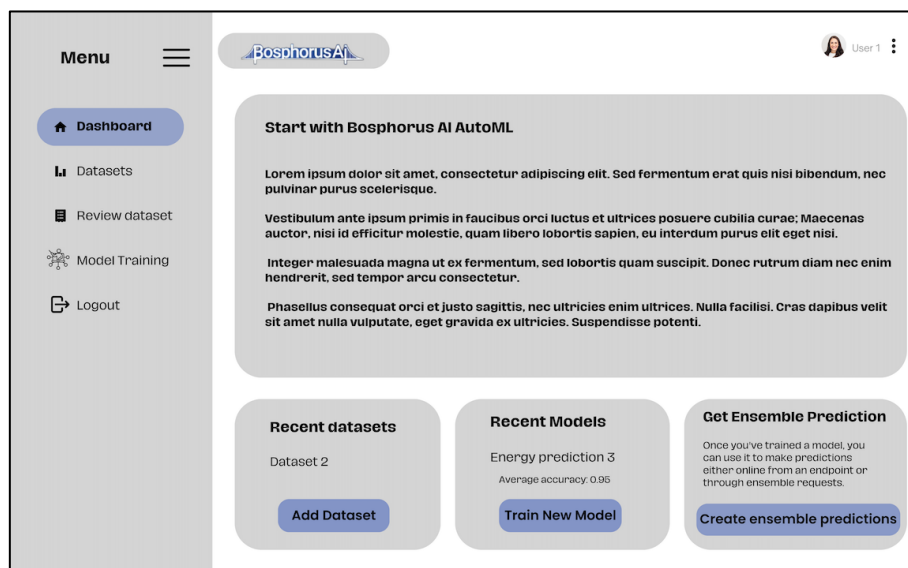 Menu
BosphorusAi
User 1
Dashboard
Datasets
Review dataset
Model Training
Logout
Start with Bosphorus AI AutoML
Lorem ipsum dolor sit amet, consectetur adipiscing elit. Sed fermentum erat quis nisi bibendum, nec
pulvinar purus scelerisque.
Vestibulum ante ipsum primis in faucibus orci luctus et ultrices posuere cubilia curae; Maecenas
auctor, nisi id efficitur molestie, quam libero lobortis sapien, eu interdum purus elit eget nisi.
Integer malesuada magna ut ex fermentum, sed lobortis quam suscipit. Donec rutrum diam nec enim
hendrerit, sed tempor arcu consectetur.
Phasellus consequat orci et justo sagittis, nec ultricies enim ultrices. Nulla facilisi. Cras dapibus velit
sit amet nulla vulputate, eget gravida ex ultricies. Suspendisse potenti.
Recent datasets
Dataset 2
Add Dataset
Recent Models
Energy prediction 3
Average accuracy: 0.95
Train New Model
Get Ensemble Prediction
Once you've trained a model, you
can use it to make predictions
either online from an endpoint or
through ensemble requests.
Create ensemble predictions